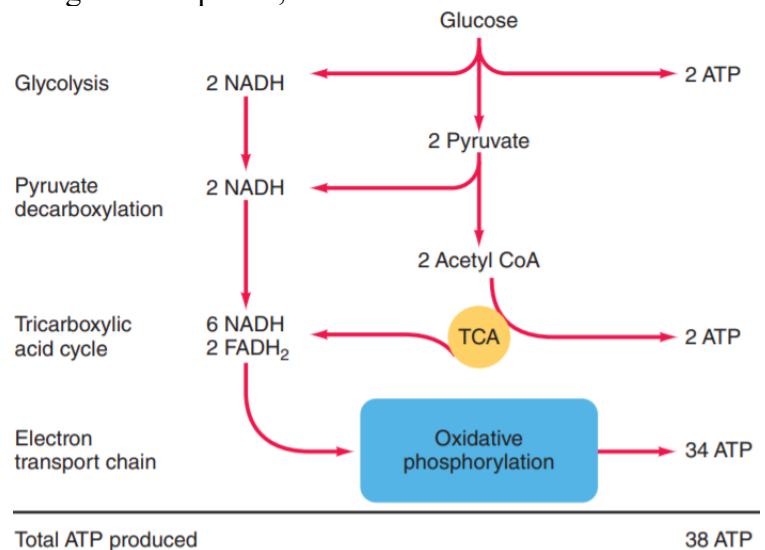 Glucose
Glycolysis 2 NADH 2 ATP
2 Pyruvate
Pyruvate
decarboxylation
2 NADH
2 Acetyl CoA
Tricarboxylic
acid cycle
6 NADH
2 FADH₂
TCA
2 ATP
Electron
transport chain
Oxidative
phosphorylation
34 ATP
Total ATP produced 38 ATP